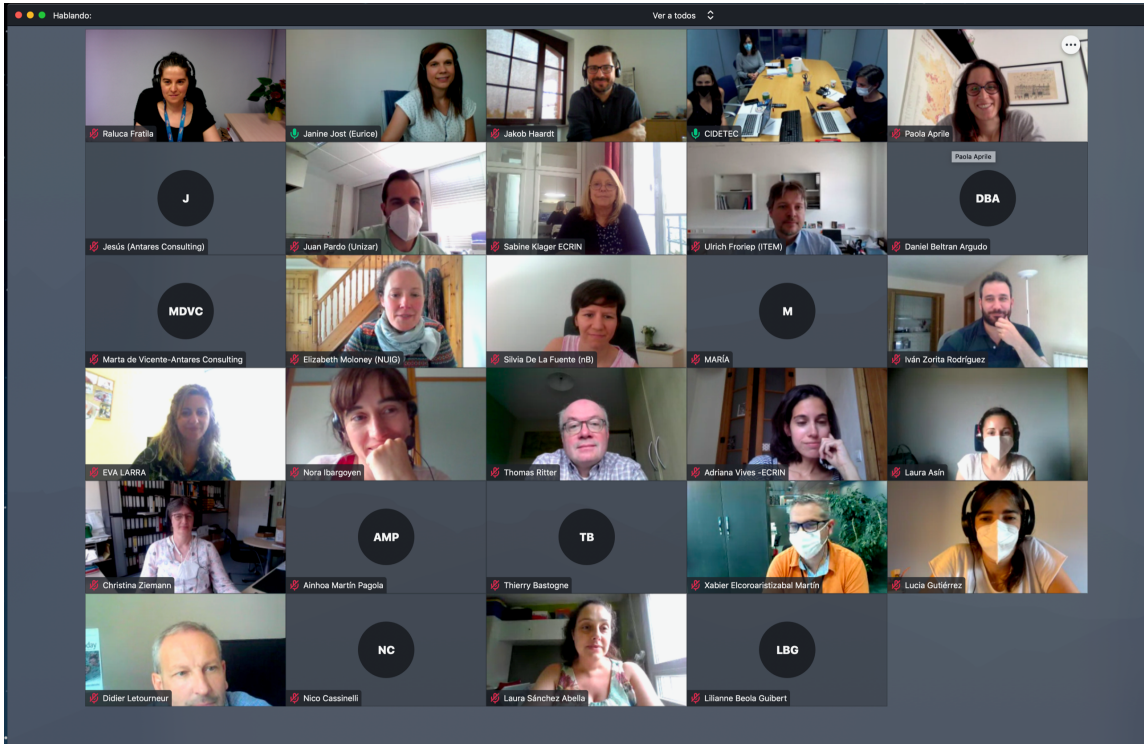 Hablando:
Ver a todos
Raluca Fratila
Janine Jost (Eurice)
Jakob Haardt
CIDETEC
Paola Aprile
Paola Aprile
J
DBA
Jesús (Antares Consulting)
Juan Pardo (Unizar)
Sabine Klager ECRIN
Ulrich Froriep (ITEM)
Daniel Beltran Argudo
MDVC
M
Marta de Vicente-Antares Consulting
Elizabeth Moloney (NUIG)
Silvia De La Fuente (nB)
MARÍA
Iván Zorita Rodríguez
EVA LARRA
Nora Ibargoyen
Thomas Ritter
Adriana Vives -ECRIN
Laura Asín
AMP
TB
Christina Ziemann
Ainhoa Martín Pagola
Thierry Bastogne
Xabier Elcoroaristizabal Martín
Lucia Gutiérrez
day
NC
LBG
Didier Letourneur
Nico Cassinelli
Laura Sánchez Abella
Lilianne Beola Guibert